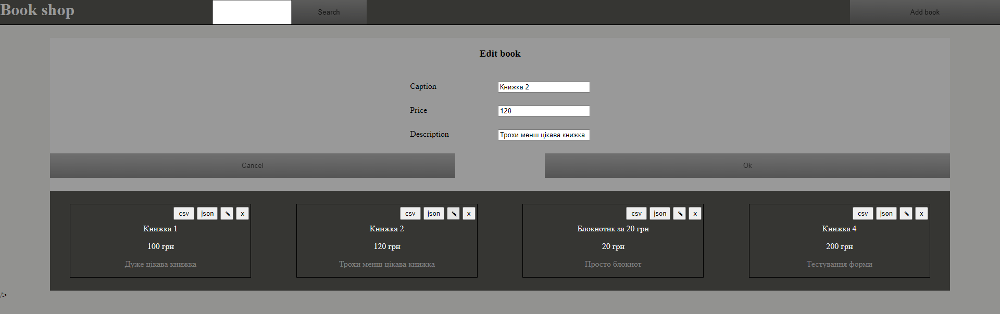 Book shop
Search
Add book
Edit book
Caption
Книжка 2
Price
120
Description
Трохи менш цікава книжка
Cancel
Ok
csv json x
Книжка 1
100 грн
Дуже цікава книжка
csv json x
Книжка 2
120 грн
Трохи менш цікава книжка
csv json x
Блокнотик за 20 грн
20 грн
Просто блокнот
csv json x
Книжка 4
200 грн
Тестування форми
/>